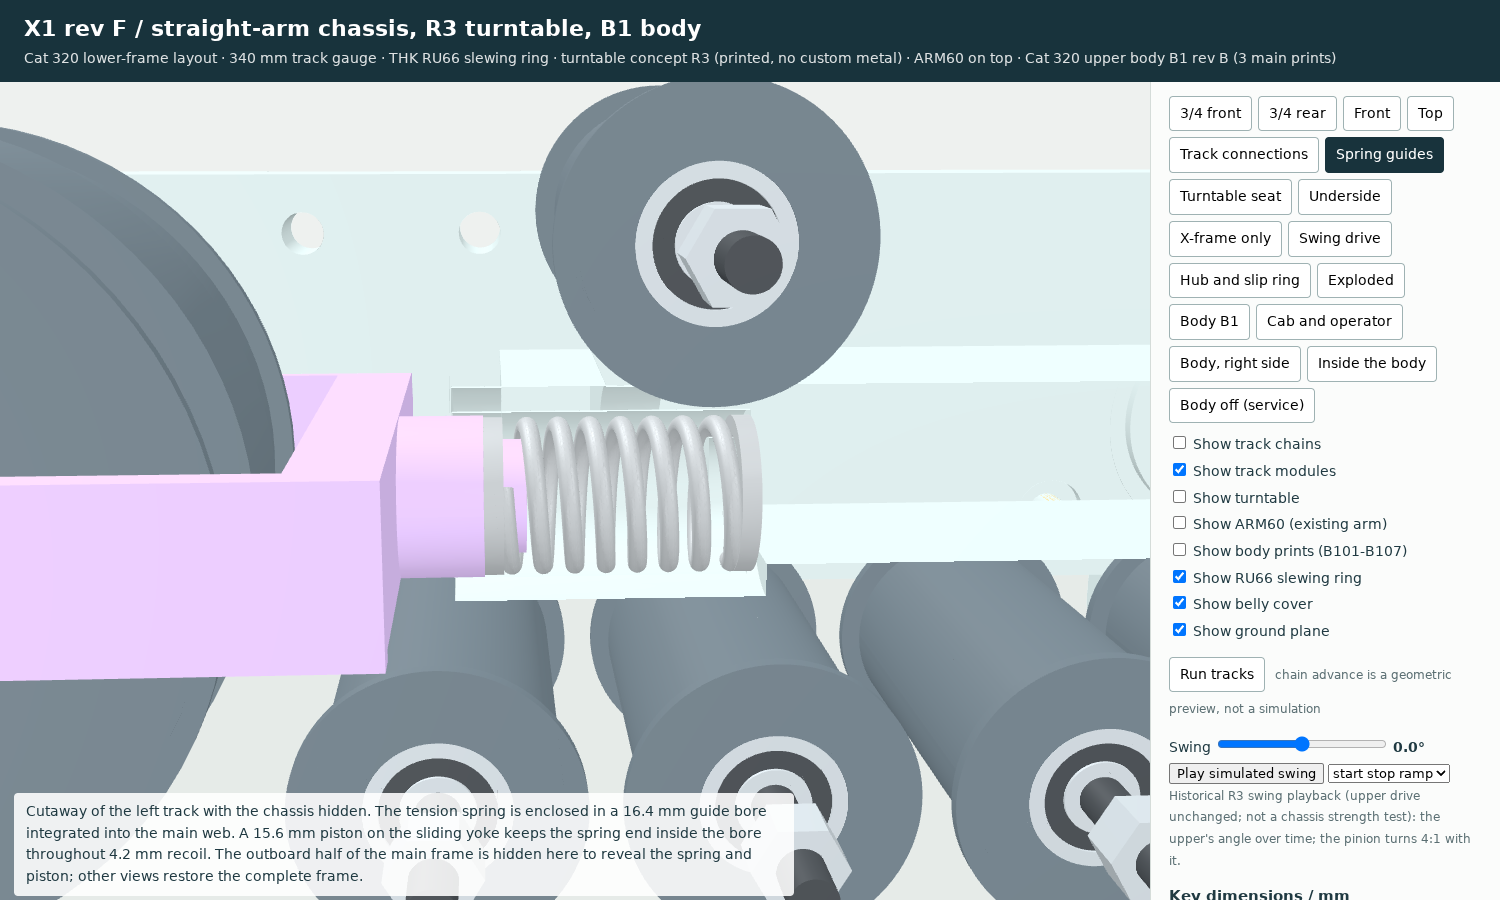 X1 rev F / straight-arm chassis, R3 turntable, B1 body
Cat 320 lower-frame layout · 340 mm track gauge · THK RU66 slewing ring · turntable concept R3 (printed, no custom metal) · ARM60 on top · Cat 320 upper body B1 rev B (3 main prints)
3/4 front
3/4 rear
Front
Top
Track connections
Spring guides
Turntable seat
Underside
X-frame only
Swing drive
Hub and slip ring
Exploded
Body B1
Cab and operator
Body, right side
Inside the body
Body off (service)
Show track chains
Show track modules
Show turntable
Show ARM60 (existing arm)
Show body prints (B101-B107)
Show RU66 slewing ring
Show belly cover
Show ground plane
Run tracks
chain advance is a geometric
preview, not a simulation
Swing
0.0°
Play simulated swing
start stop ramp
Historical R3 swing playback (upper drive
unchanged; not a chassis strength test): the
upper's angle over time; the pinion turns 4:1 with
it.
Key dimensions / mm
Cutaway of the left track with the chassis hidden. The tension spring is enclosed in a 16.4 mm guide bore
integrated into the main web. A 15.6 mm piston on the sliding yoke keeps the spring end inside the bore
throughout 4.2 mm recoil. The outboard half of the main frame is hidden here to reveal the spring and
piston; other views restore the complete frame.